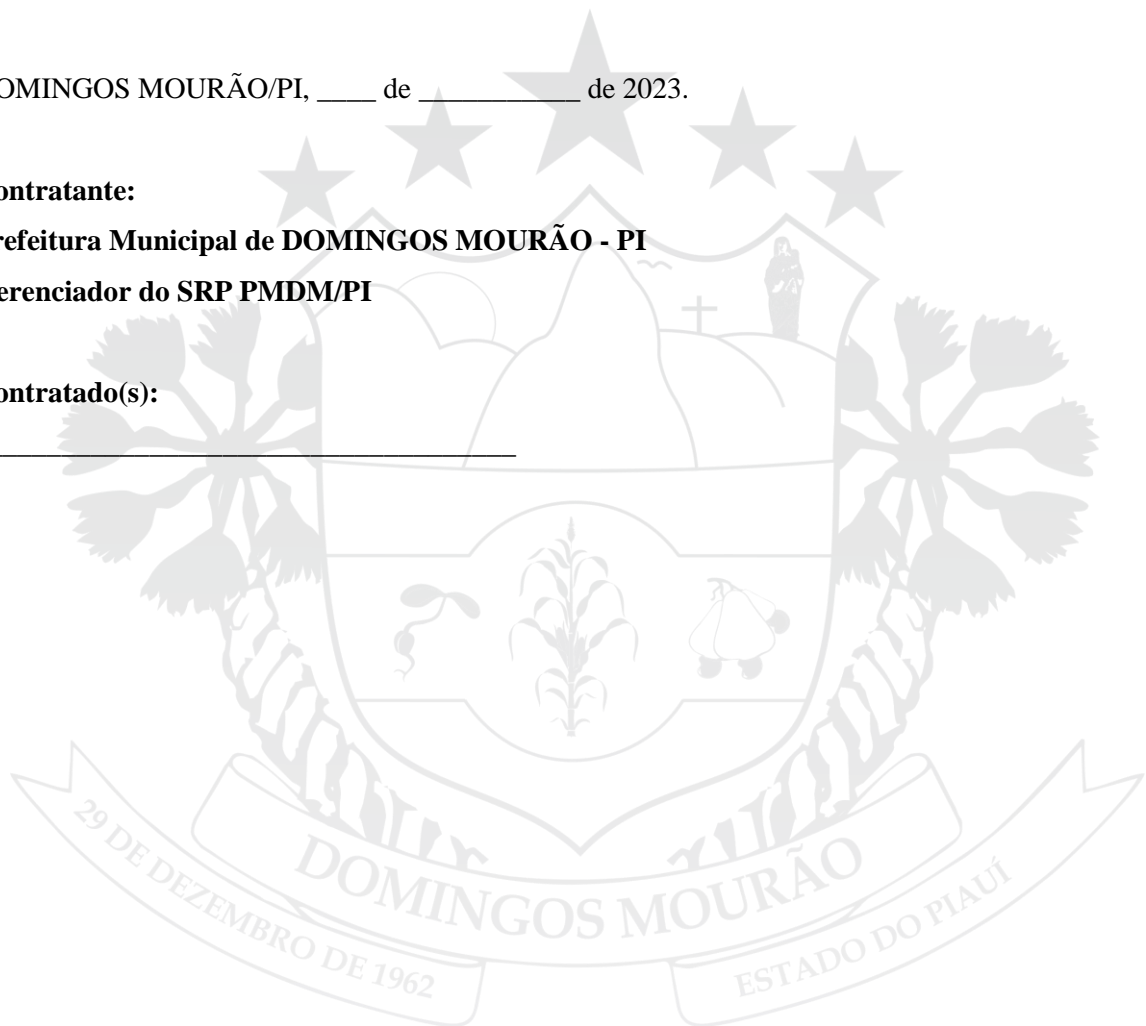 OMINGOS MOURÃO/PI, ____ de ___________ de 2023.
ontratante:
refeitura Municipal de DOMINGOS MOURÃO - PI
erenciador do SRP PMDM/PI
ontratado(s):
____________________________________
29 DE DEZEMBRO DE 1962
DOMINGOS MOURÃO
ESTADO DO PIAUÍ